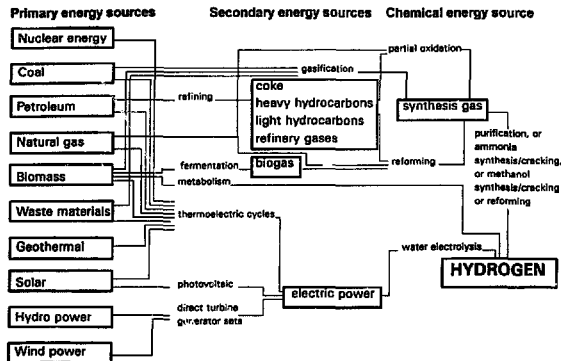 Primary energy sources
Secondary energy sources
Chemical energy source
Nuclear energy
Coal
Petroleum
Natural gas
Biomass
Waste materials
Geothermal
Solar
Hydro power
Wind power
refining
gasification
partial oxidation
coke
heavy hydrocarbons
light hydrocarbons
refinery gases
fermentation
biogas
reforming
metabolism
thermoelectric cycles
photovoltaic
direct turbine
generator sets
electric power
water electrolysis
synthesis gas
purification, or
ammonia
synthesis/cracking,
or methanol
synthesis/cracking
or reforming
HYDROGEN